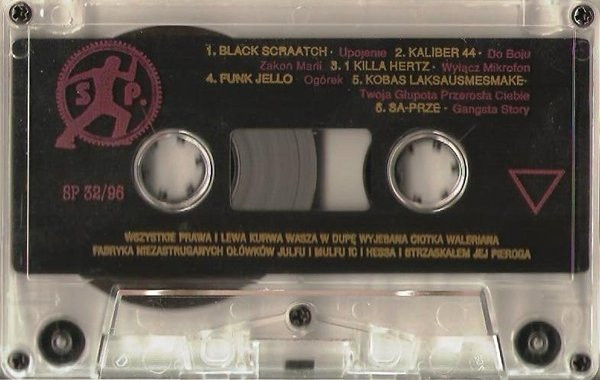 1. BLACK SCRAATCH • Upojenie 2. KALIBER 44 • Do Boju
Zakon Marii 3. 1 KILLA HERTZ • Wyłącz Mikrofon
4. FUNK JELLO • Ogórek 5. KOBAS LAKSAUSMESMAKE•
Twoja Głupota Przerosła Ciebie
6. SA-PRZE • Gangsta Story
S P.
SP 32/96
WSZYSTKIE PRAWA I LEWA KURWA WASZA W DUPĘ WYJEBANA CIOTKA WALERIANA
FABRYKA NIEZASTRUGANYCH OŁÓWKÓW JULFU I MULFU IC I HESSA I STRZASKAŁEM JEJ PIEROGA